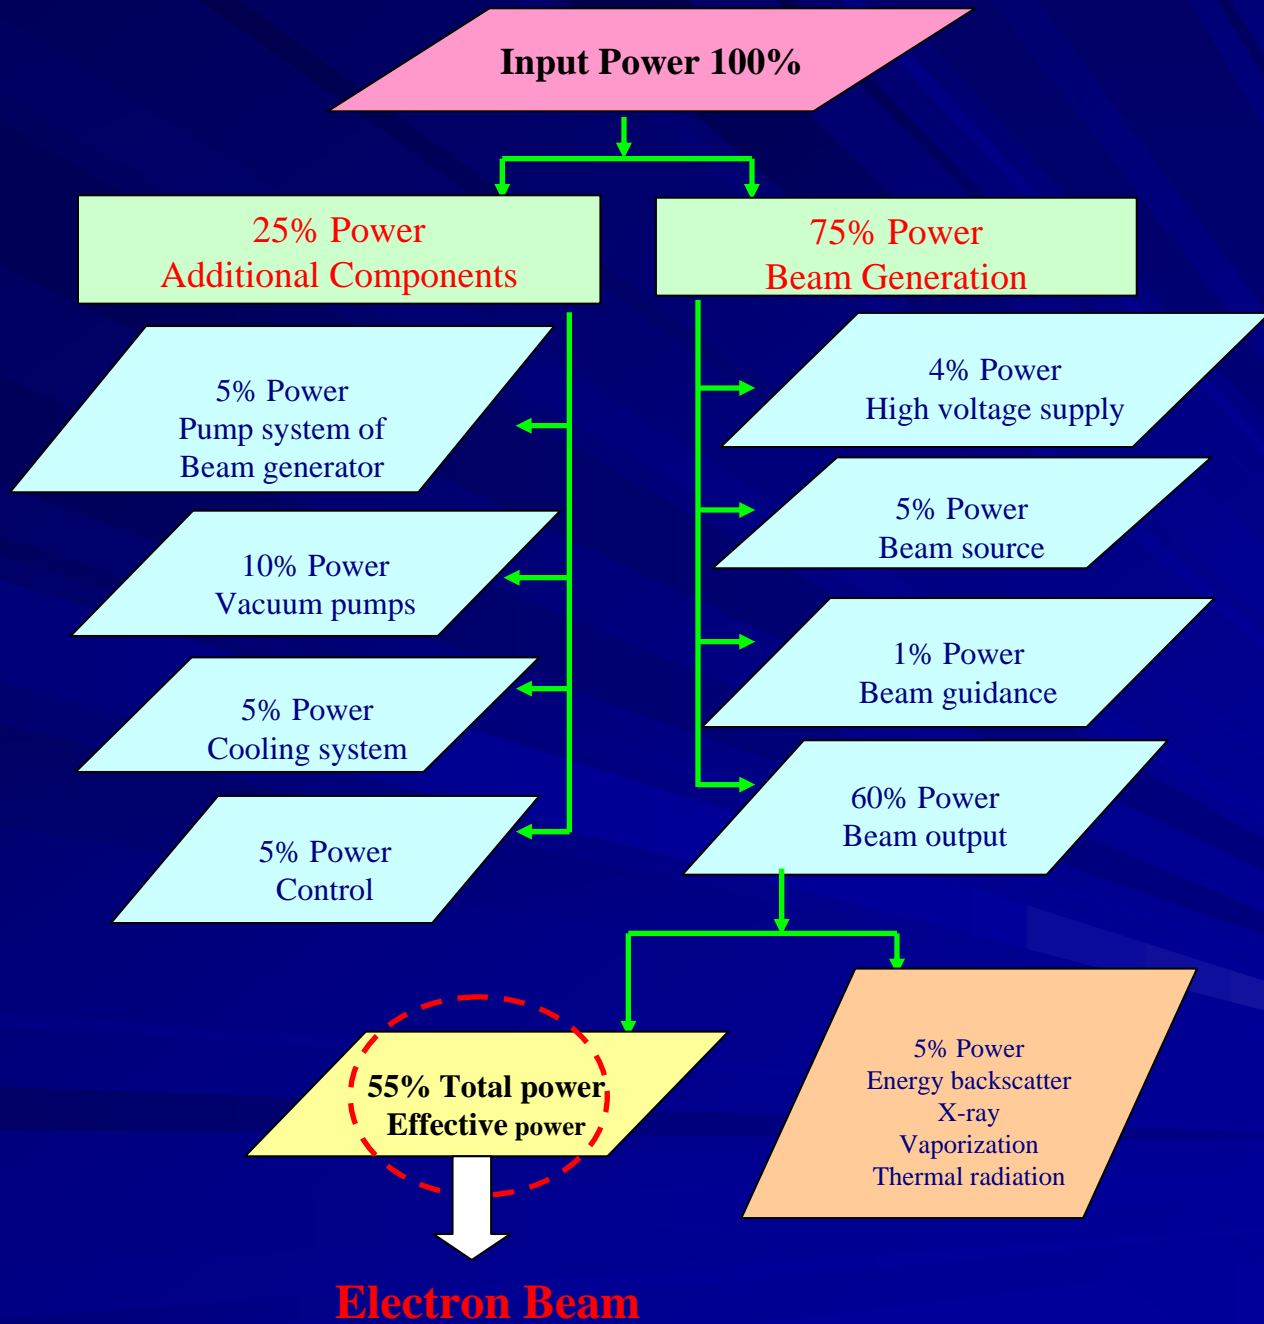 Input Power 100%
25% Power
Additional Components
75% Power
Beam Generation
5% Power
Pump system of
Beam generator
10% Power
Vacuum pumps
5% Power
Cooling system
5% Power
Control
4% Power
High voltage supply
5% Power
Beam source
1% Power
Beam guidance
60% Power
Beam output
55% Total power
Effective power
5% Power
Energy backscatter
X-ray
Vaporization
Thermal radiation
Electron Beam